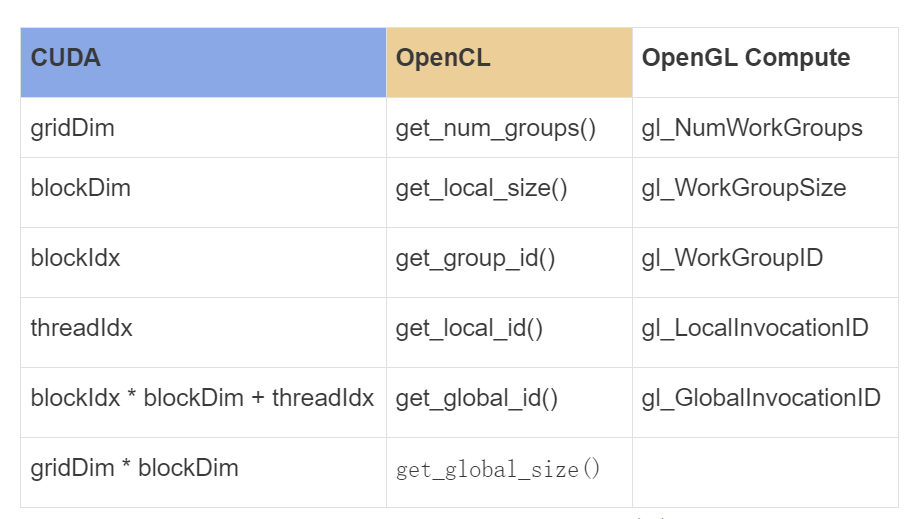 CUDA OpenCL OpenGL Compute
gridDim get_num_groups() gl_NumWorkGroups
blockDim get_local_size() gl_WorkGroupSize
blockIdx get_group_id() gl_WorkGroupID
threadIdx get_local_id() gl_LocalInvocationID
blockIdx * blockDim + threadIdx get_global_id() gl_GlobalInvocationID
gridDim * blockDim get_global_size()